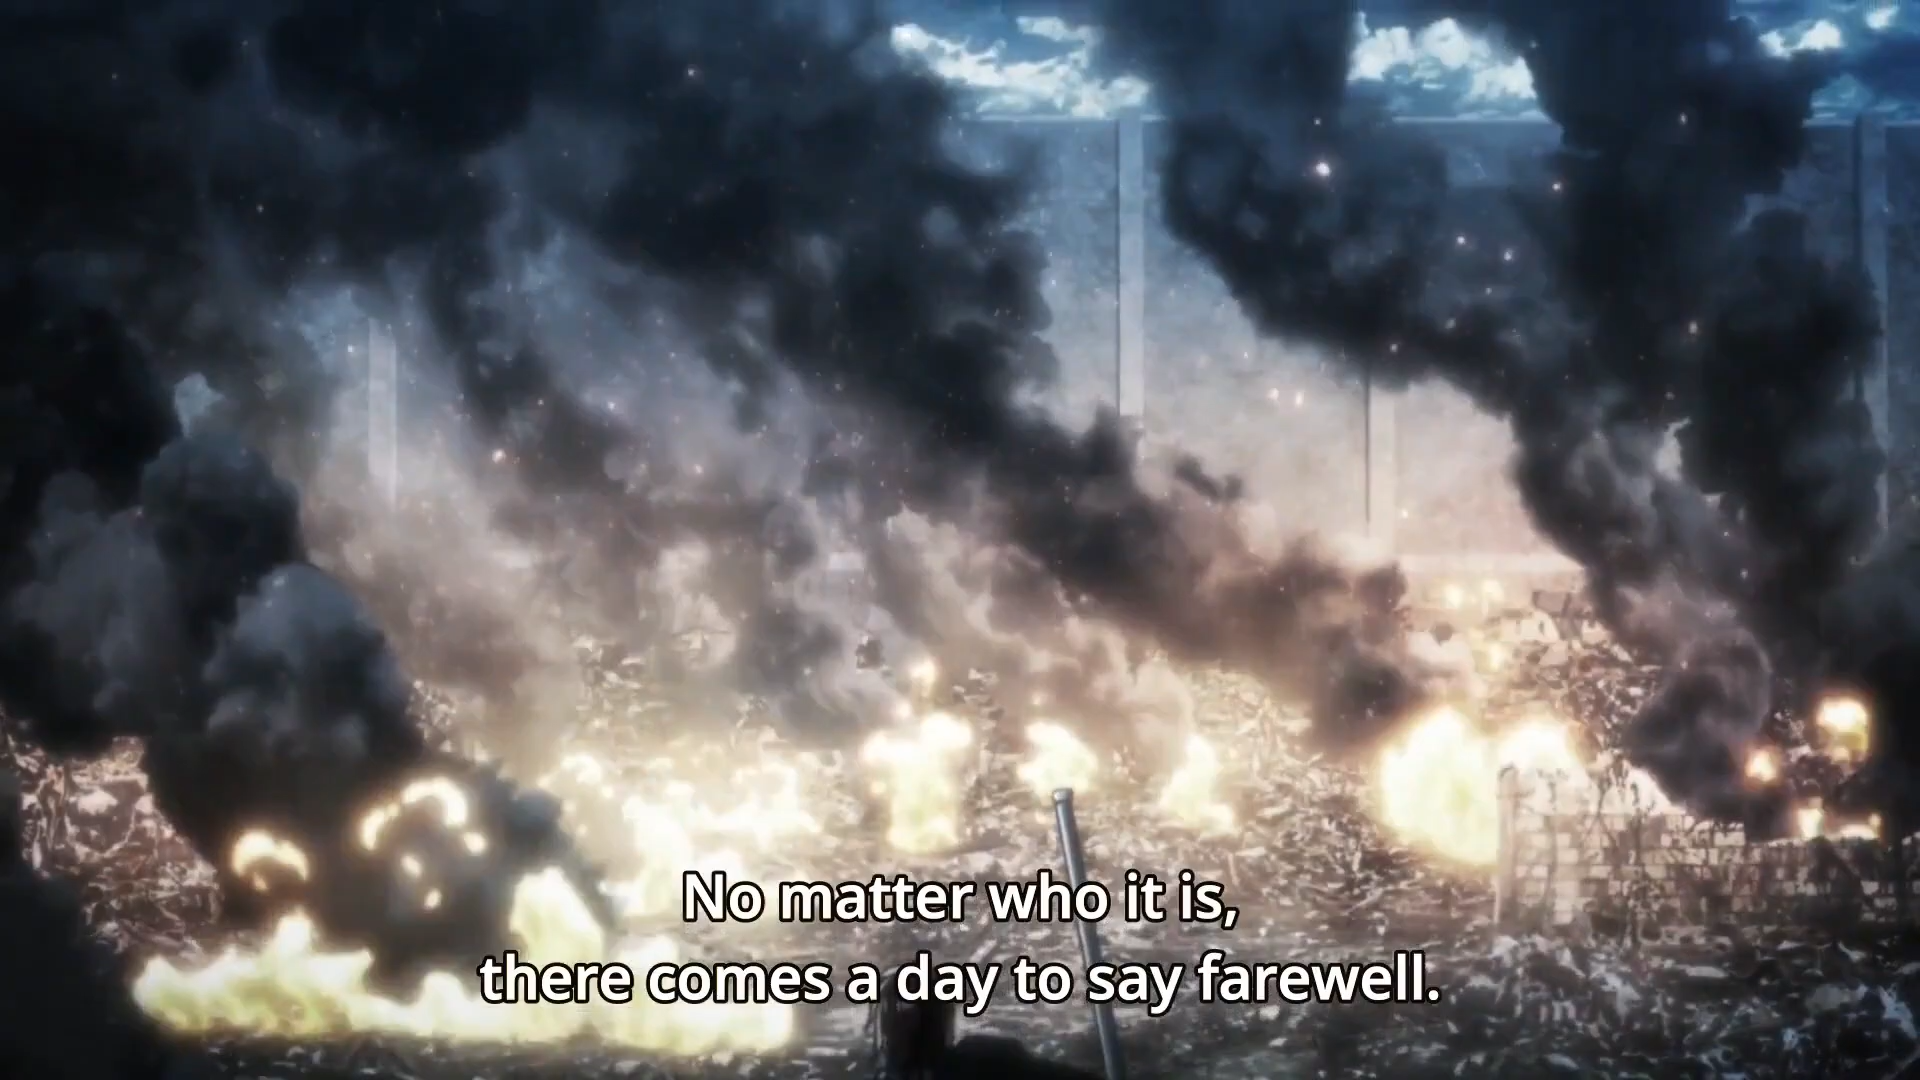 No matter who it is,
there comes a day to say farewell.